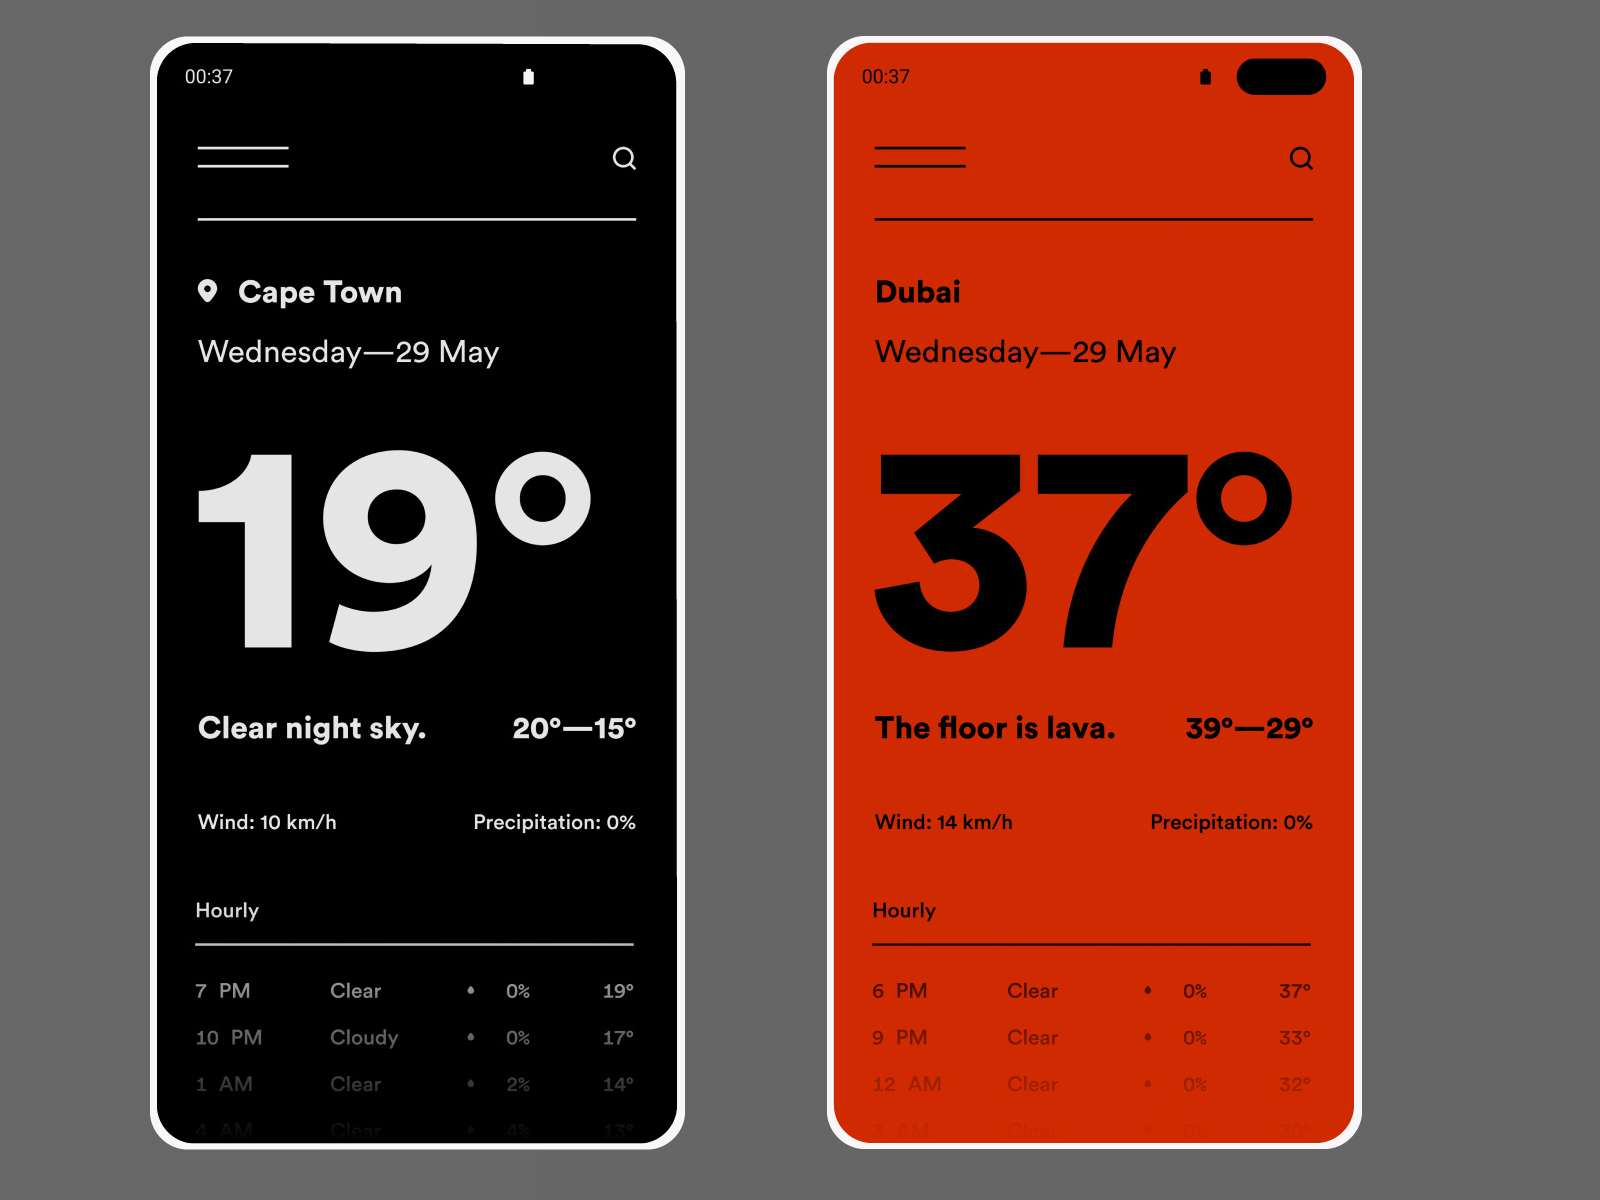 00:37
Cape Town
Wednesday—29 May
19°
Clear night sky. 20°—15°
Wind: 10 km/h Precipitation: 0%
Hourly
7 PM Clear 0% 19°
10 PM Cloudy 0% 17°
1 AM Clear 2% 14°
4 AM Clear 4% 13°
00:37
Dubai
Wednesday—29 May
37°
The floor is lava. 39°—29°
Wind: 14 km/h Precipitation: 0%
Hourly
6 PM Clear 0% 37°
9 PM Clear 0% 33°
12 AM Clear 0% 32°
3 AM Clear 0% 30°